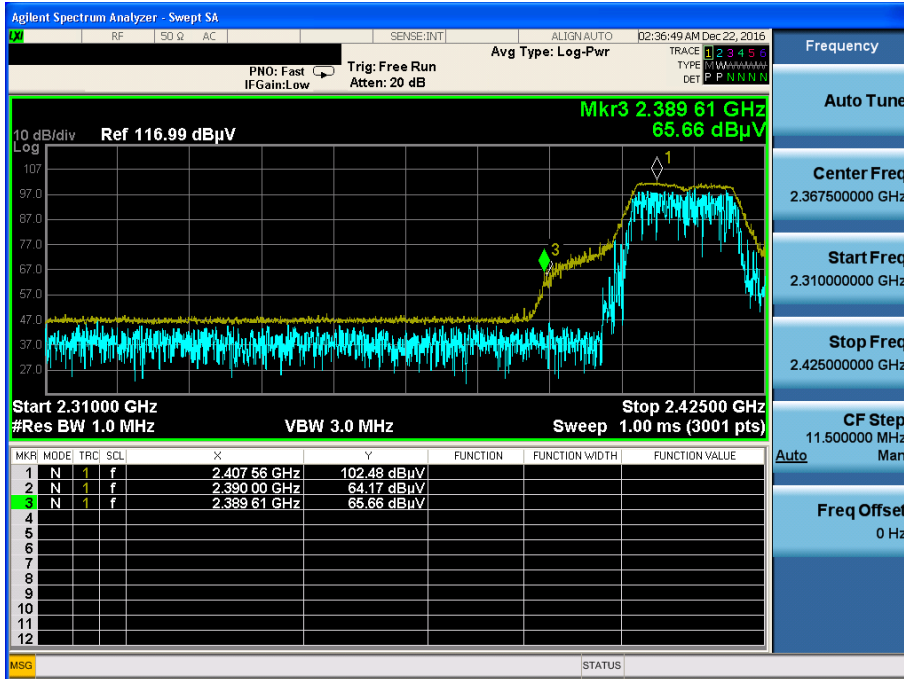 Agilent Spectrum Analyzer - Swept SA
LXI RF 50 Ω AC SENSE:INT ALIGN AUTO 02:36:49 AM Dec 22, 2016
Avg Type: Log-Pwr TRACE 1 2 3 4 5 6
PNO: Fast Trig: Free Run TYPE M W W W W W
IFGain:Low Atten: 20 dB DET P P N N N N
Mkr3 2.389 61 GHz
65.66 dBµV
10 dB/div Ref 116.99 dBµV
Log
107
97.0
87.0
77.0
67.0
57.0
47.0
37.0
27.0
1
3
Start 2.31000 GHz Stop 2.42500 GHz
#Res BW 1.0 MHz VBW 3.0 MHz Sweep 1.00 ms (3001 pts)
MKR MODE TRC SCL X Y FUNCTION FUNCTION WIDTH FUNCTION VALUE
1 N 1 f 2.407 56 GHz 102.48 dBµV
2 N 1 f 2.390 00 GHz 64.17 dBµV
3 N 1 f 2.389 61 GHz 65.66 dBµV
4
5
6
7
8
9
10
11
12
MSG STATUS
Frequency
Auto Tune
Center Freq
2.367500000 GHz
Start Freq
2.310000000 GHz
Stop Freq
2.425000000 GHz
CF Step
11.500000 MHz
Auto Man
Freq Offset
0 Hz